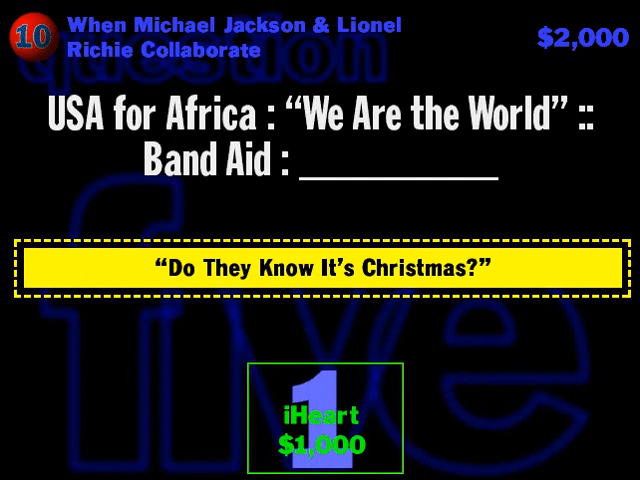 10
When Michael Jackson & Lionel
Richie Collaborate
$2,000
question
USA for Africa : “We Are the World” ::
Band Aid : ____________
“Do They Know It’s Christmas?”
five
1
iHeart
$1,000